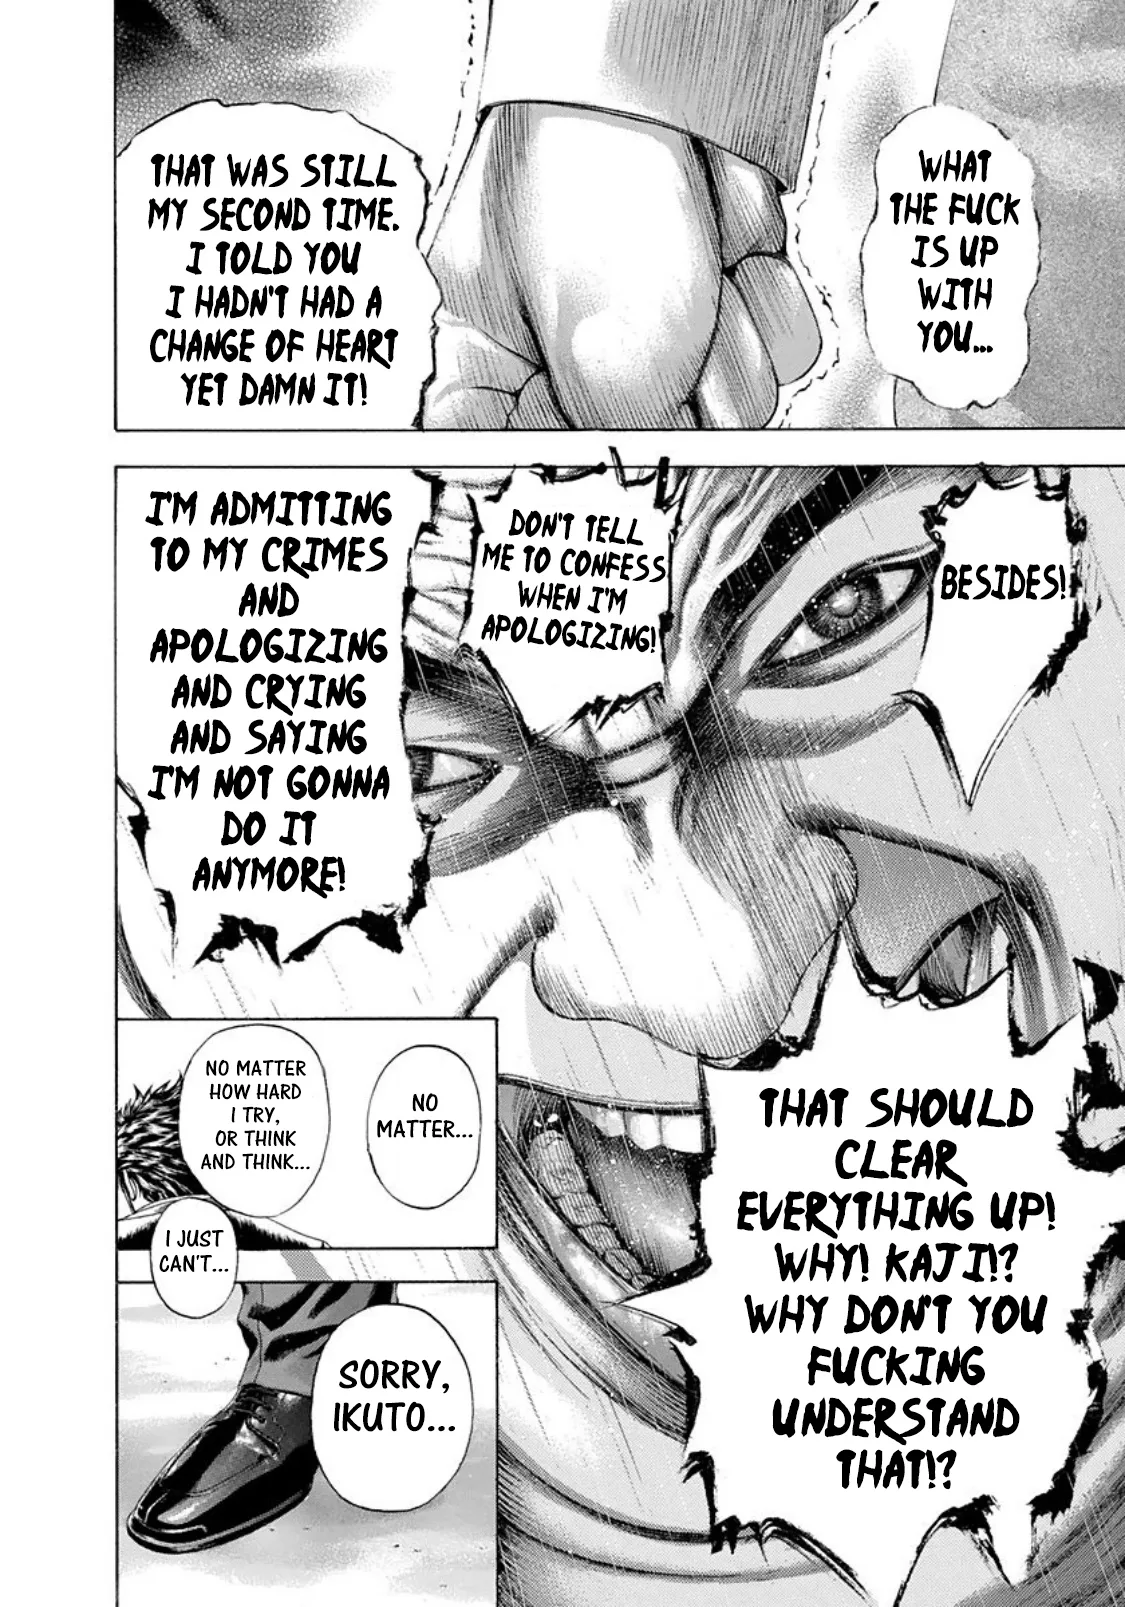 WHAT
THE FUCK
IS UP
WITH
YOU...
THAT WAS STILL
MY SECOND TIME.
I TOLD YOU
I HADN'T HAD A
CHANGE OF HEART
YET DAMN IT!
BESIDES!
DON'T TELL
ME TO CONFESS
WHEN I'M
APOLOGIZING!
I'M ADMITTING
TO MY CRIMES
AND
APOLOGIZING
AND CRYING
AND SAYING
I'M NOT GONNA
DO IT
ANYMORE!
THAT SHOULD
CLEAR
EVERYTHING UP!
WHY! KAJI!?
WHY DON'T YOU
FUCKING
UNDERSTAND
THAT!?
NO
MATTER...
NO MATTER
HOW HARD
I TRY,
OR THINK
AND THINK...
I JUST
CAN'T...
SORRY,
IKUTO...